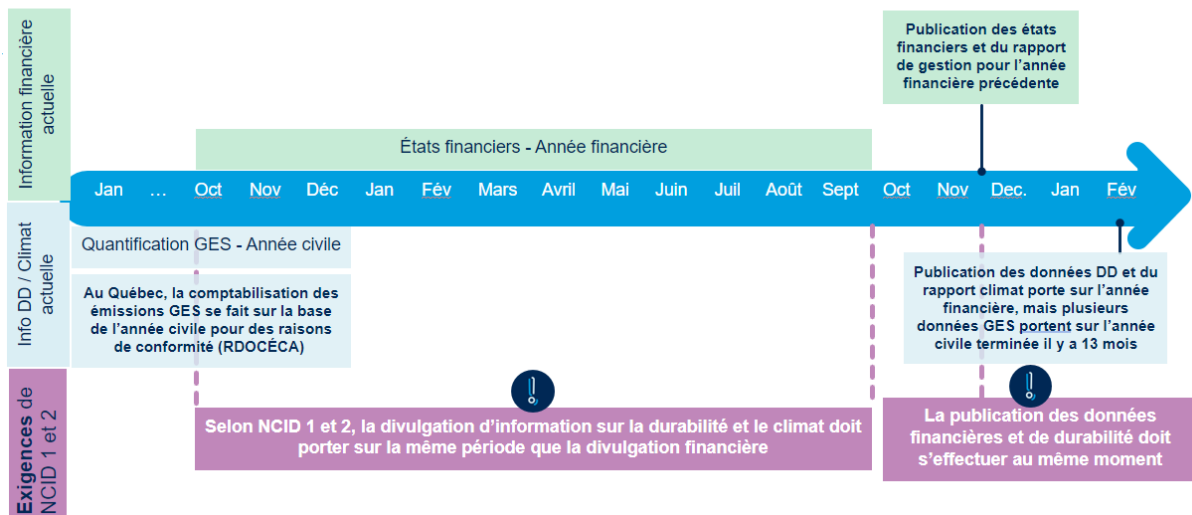 Information financière
actuelle
Publication des états
financiers et du rapport
de gestion pour l’année
financière précédente
États financiers - Année financière
Jan … Oct Nov Déc Jan Fév Mars Avril Mai Juin Juil Août Sept Oct Nov Dec. Jan Fév
Info DD / Climat
actuelle
Quantification GES - Année civile
Au Québec, la comptabilisation des
émissions GES se fait sur la base
de l’année civile pour des raisons
de conformité (RDOCÉCA)
Publication des données DD et du
rapport climat porte sur l’année
financière, mais plusieurs
données GES portent sur l’année
civile terminée il y a 13 mois
Exigences de
NCID 1 et 2
Selon NCID 1 et 2, la divulgation d’information sur la durabilité et le climat doit
porter sur la même période que la divulgation financière
La publication des données
financières et de durabilité doit
s’effectuer au même moment